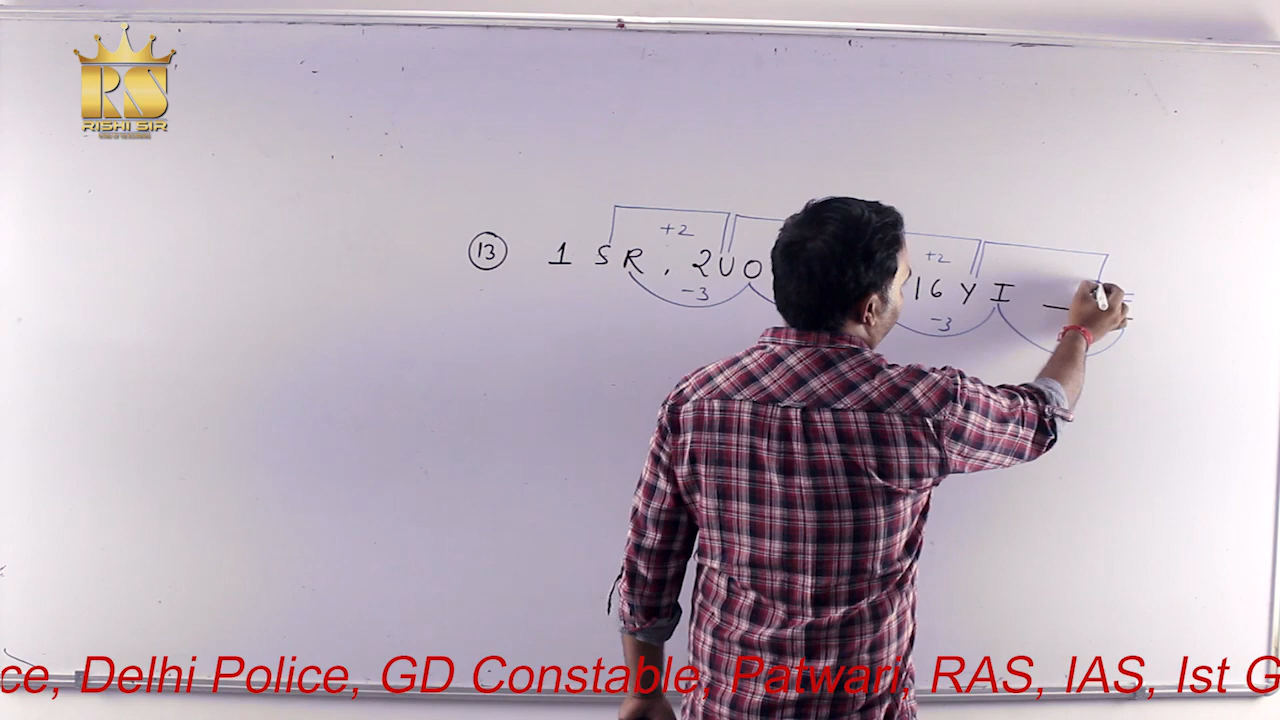 RS
RISHI SIR
+2
13 1 S R . 2 U O 16 Y I _
+2
-3
-3
ce, Delhi Police, GD Constable, Patwari, RAS, IAS, Ist G